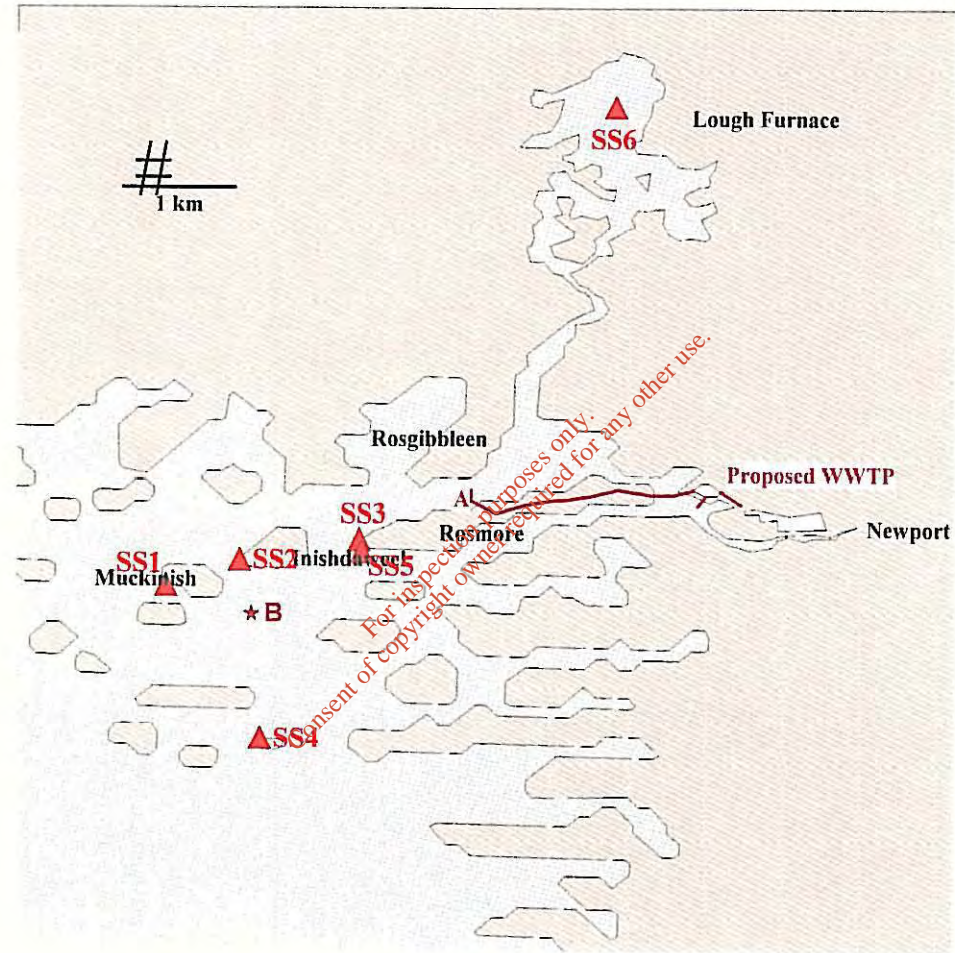 Lough Furnace
SS6
1 km
Rosgibbleen
Proposed WWTP
A
SS3
Rosmore
Newport
SS1
SS2
SS5
Muckinish
B
SS4
For inspection purposes only.
Consent of copyright owner required for any other use.